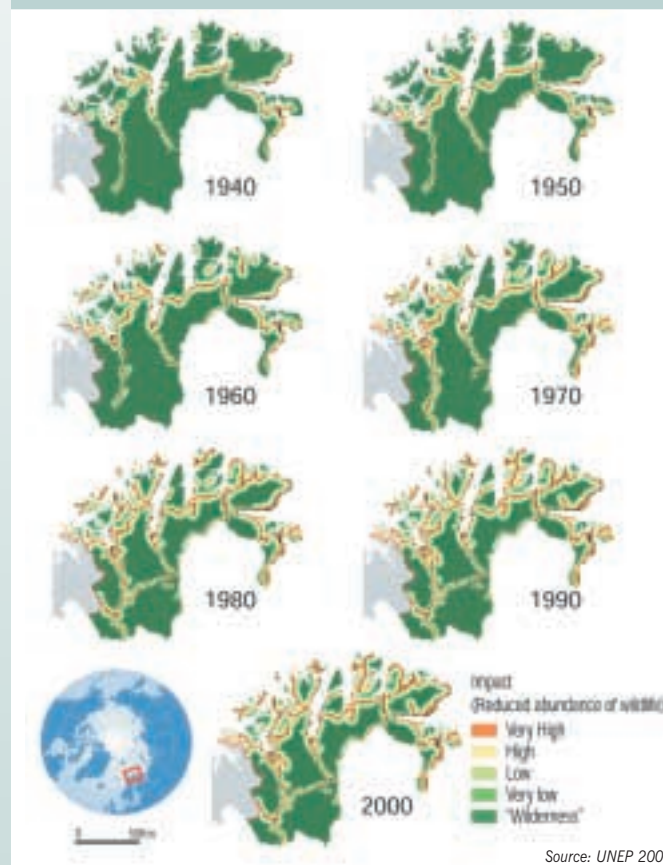 1940
1950
1960
1970
1980
1990
2000
Impact
(Reduced abundance of wildlife)
Very High
High
Low
Very low
"Wilderness"
0
Source: UNEP 200